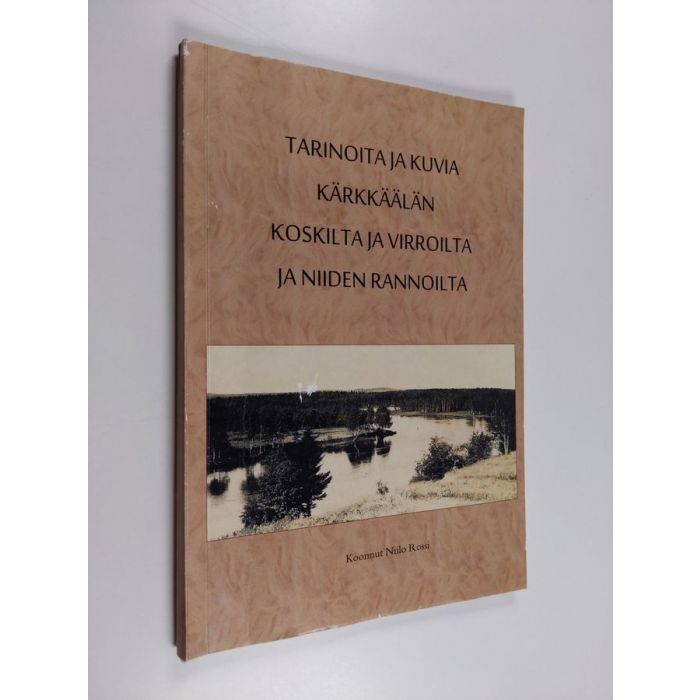 TARINOITA JA KUVIA
KÄRKKÄÄLÄN
KOSKILTA JA VIRROILTA
JA NIIDEN RANNOILTA
Koonnut Niilo Rossi